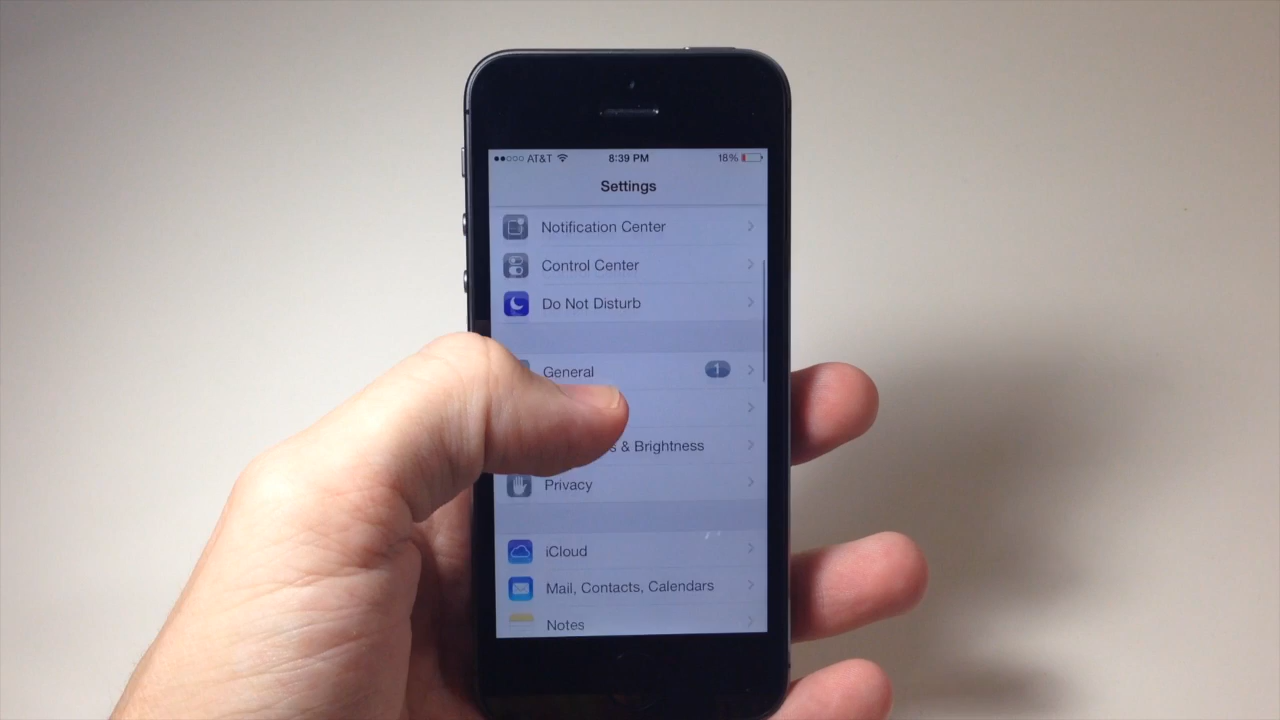 AT&T 8:39 PM 18%
Settings
Notification Center
Control Center
Do Not Disturb
General 1
s & Brightness
Privacy
iCloud
Mail, Contacts, Calendars
Notes